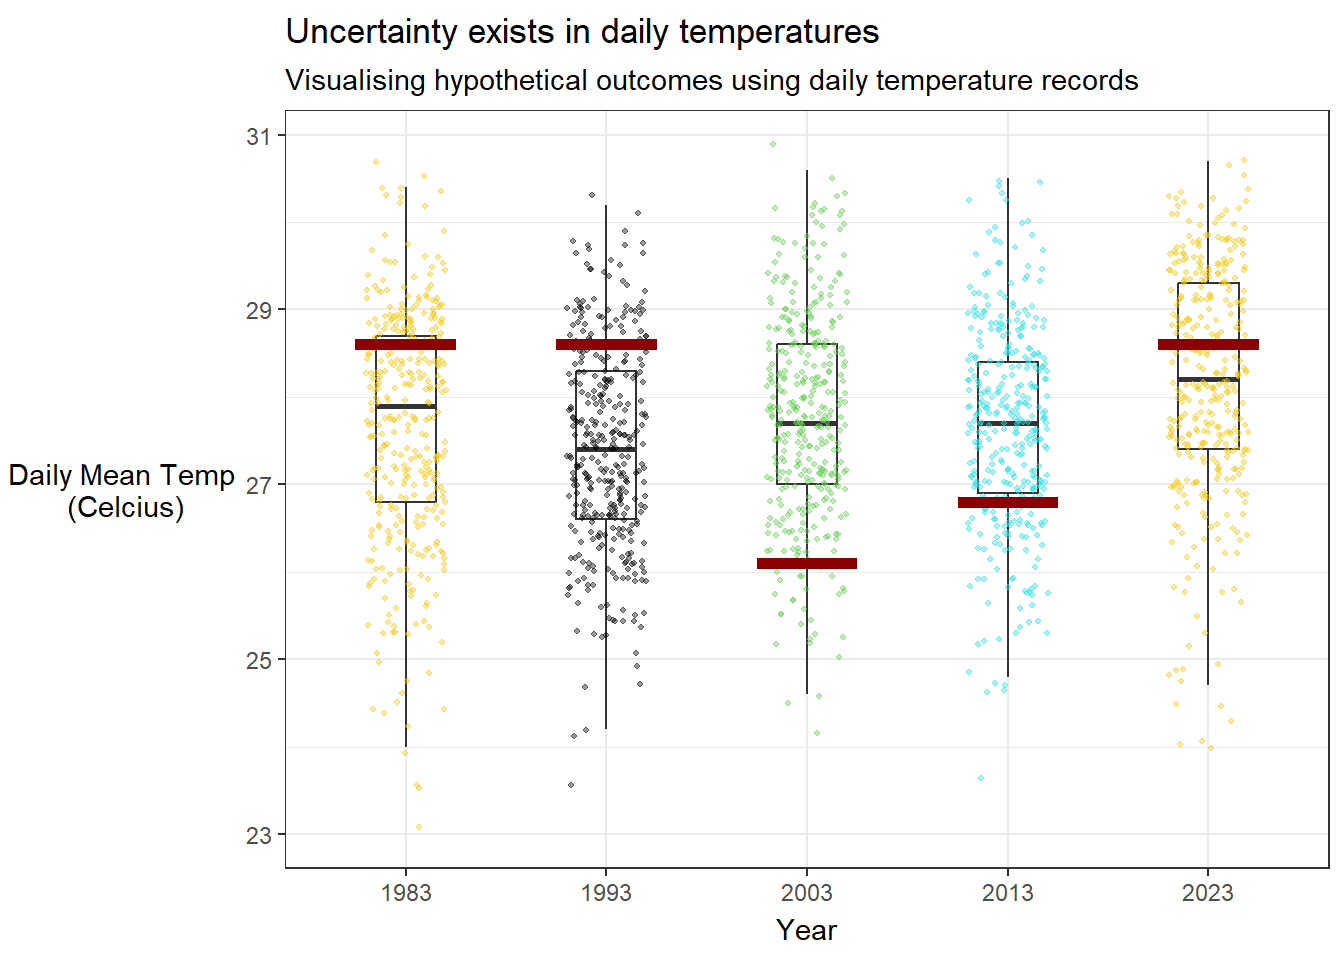 Uncertainty exists in daily temperatures
Visualising hypothetical outcomes using daily temperature records
31
29
27
25
23
Daily Mean Temp
(Celcius)
1983 1993 2003 2013 2023
Year